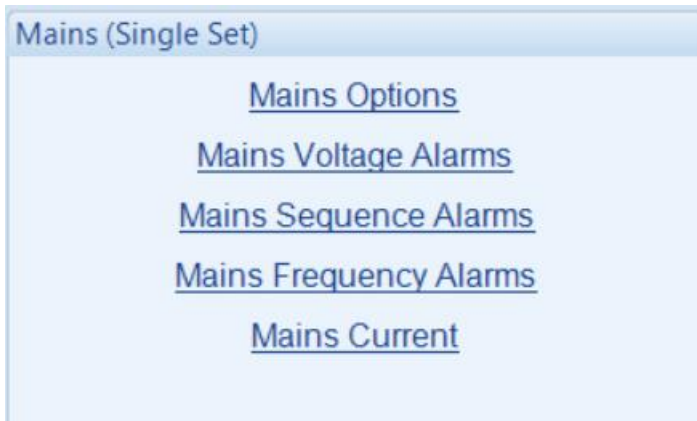 Mains (Single Set)
Mains Options
Mains Voltage Alarms
Mains Sequence Alarms
Mains Frequency Alarms
Mains Current